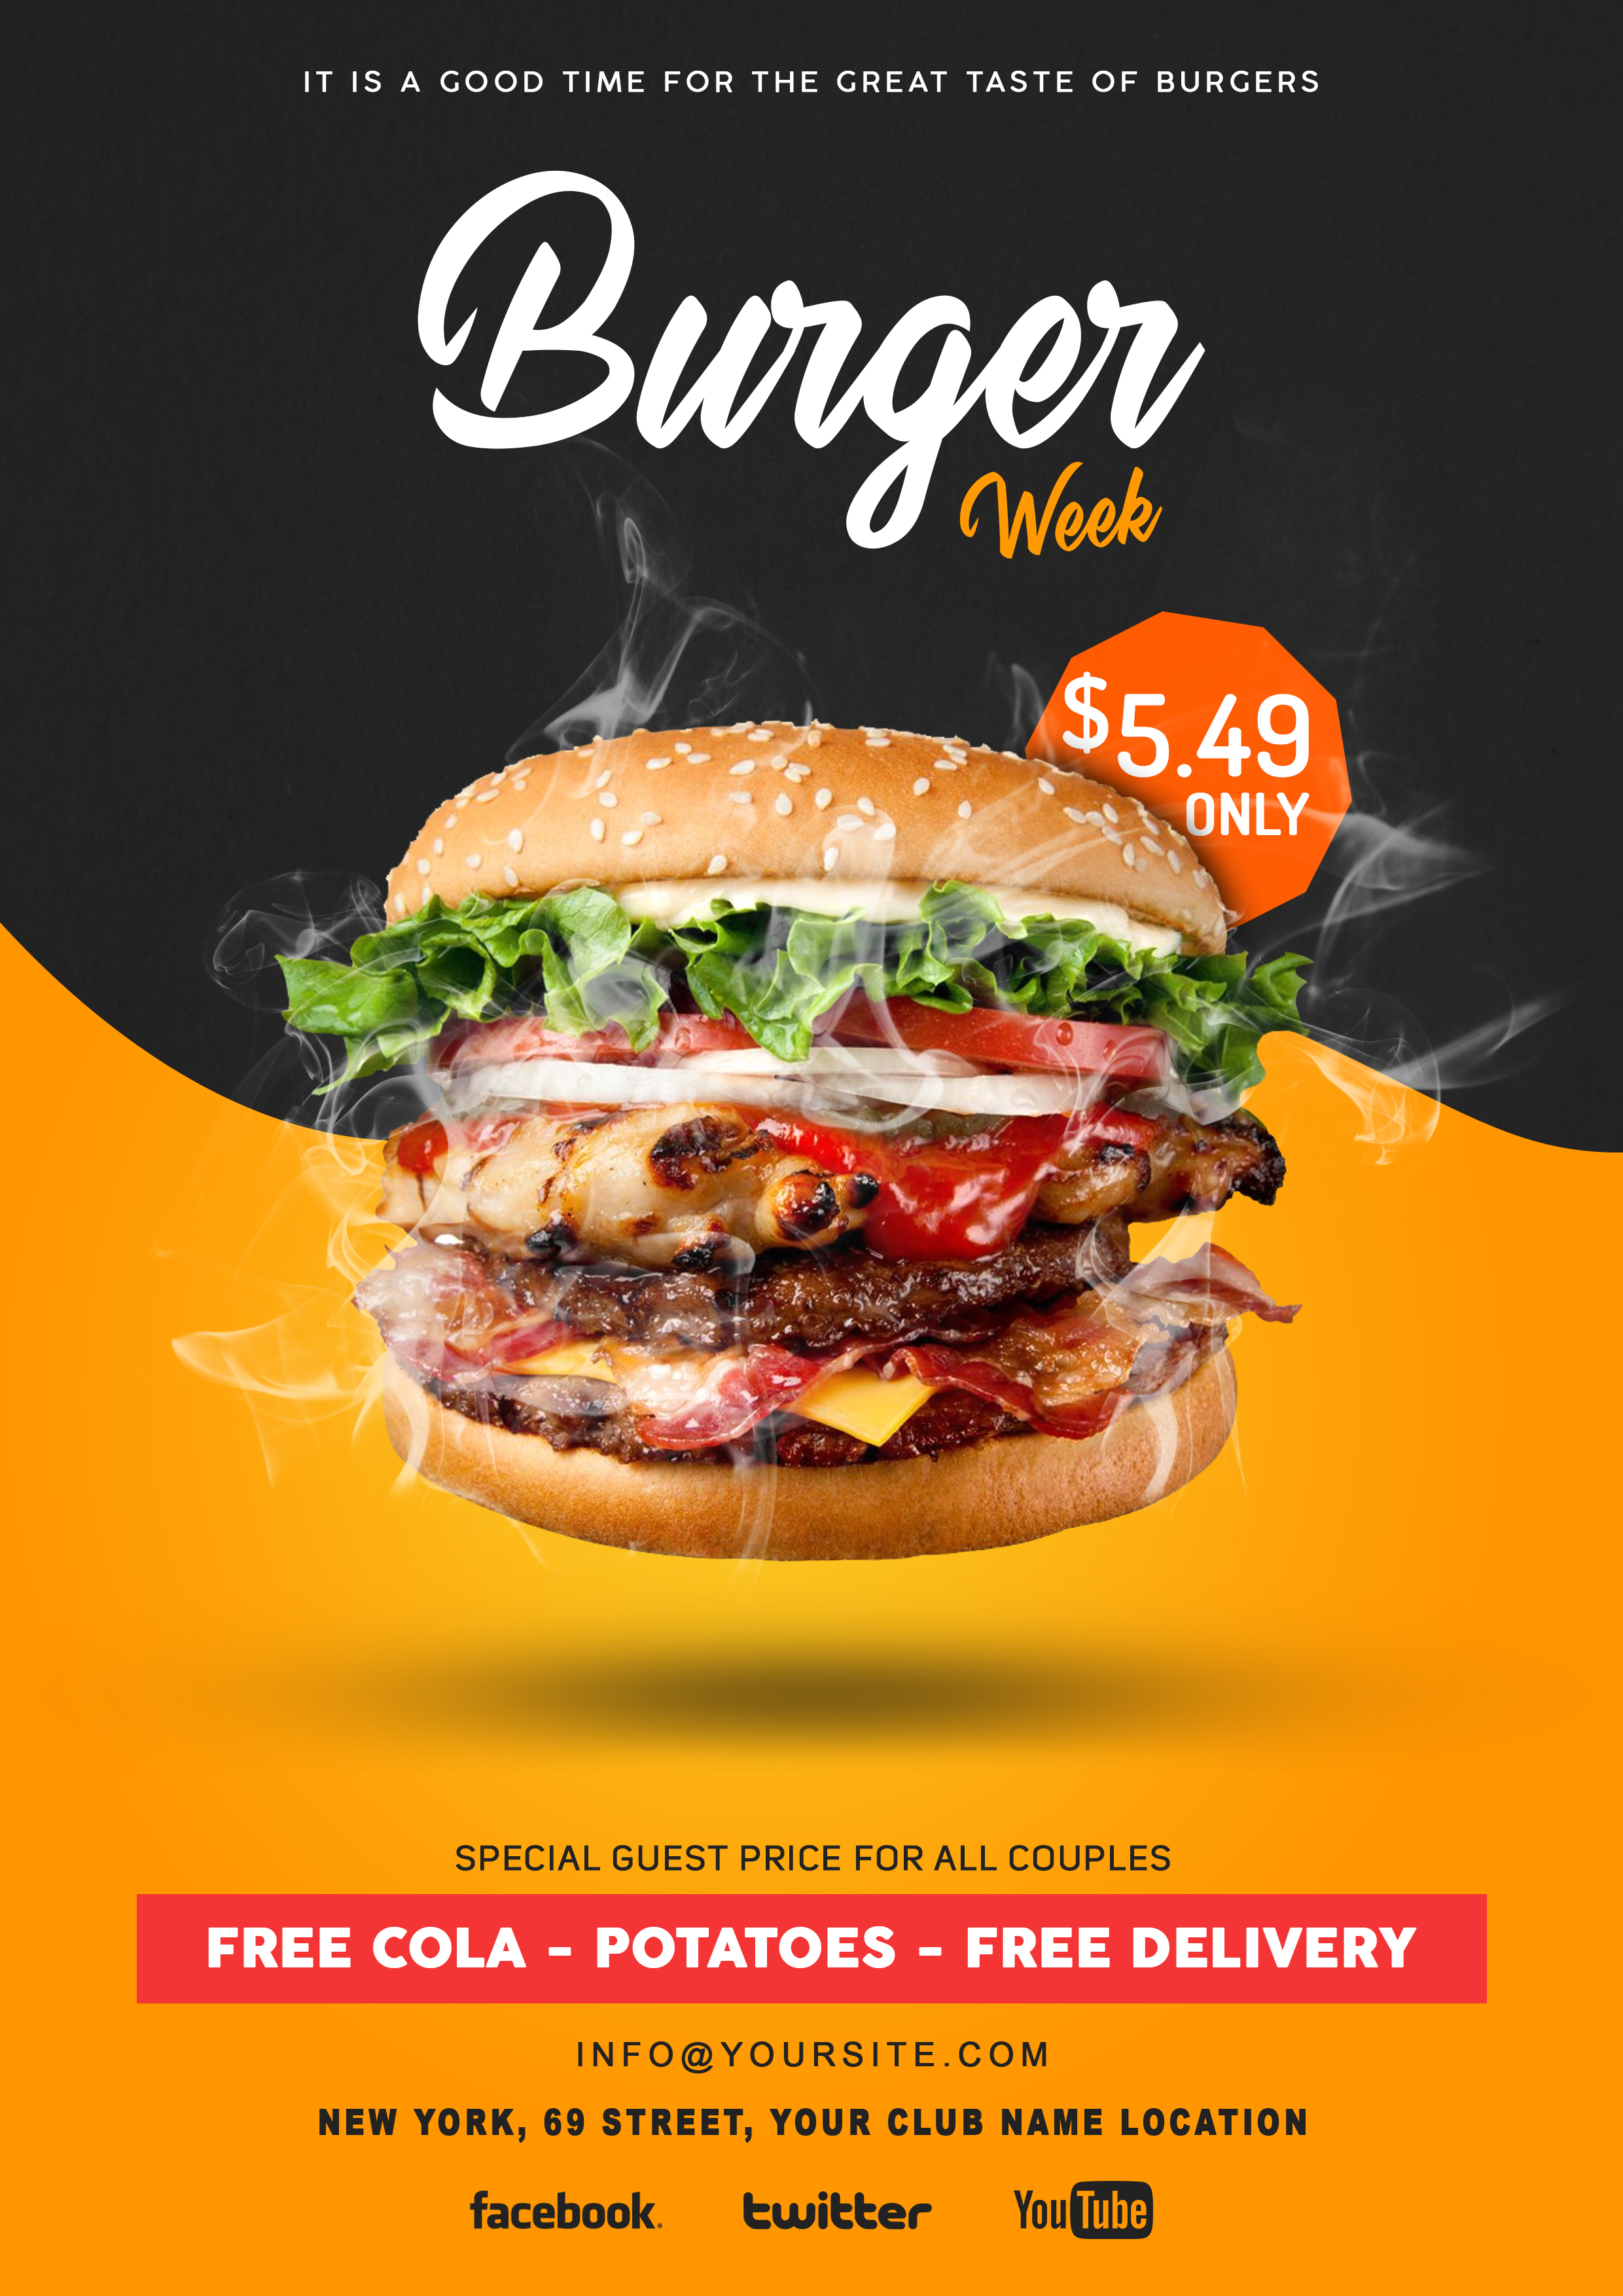 IT IS A GOOD TIME FOR THE GREAT TASTE OF BURGERS
Burger
Week
$5.49
ONLY
SPECIAL GUEST PRICE FOR ALL COUPLES
FREE COLA - POTATOES - FREE DELIVERY
INFO@YOURSITE.COM
NEW YORK, 69 STREET, YOUR CLUB NAME LOCATION
facebook. twitter YouTube